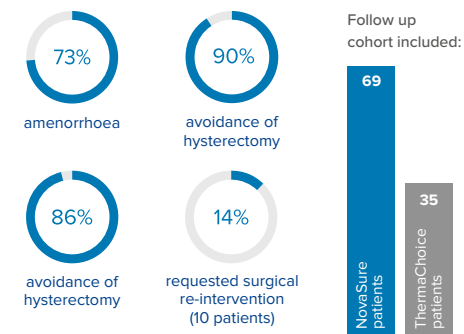 73%
amenorrhoea
90%
avoidance of
hysterectomy
86%
avoidance of
hysterectomy
14%
requested surgical
re-intervention
(10 patients)
Follow up
cohort included:
69
NovaSure
patients
35
ThermaChoice
patients